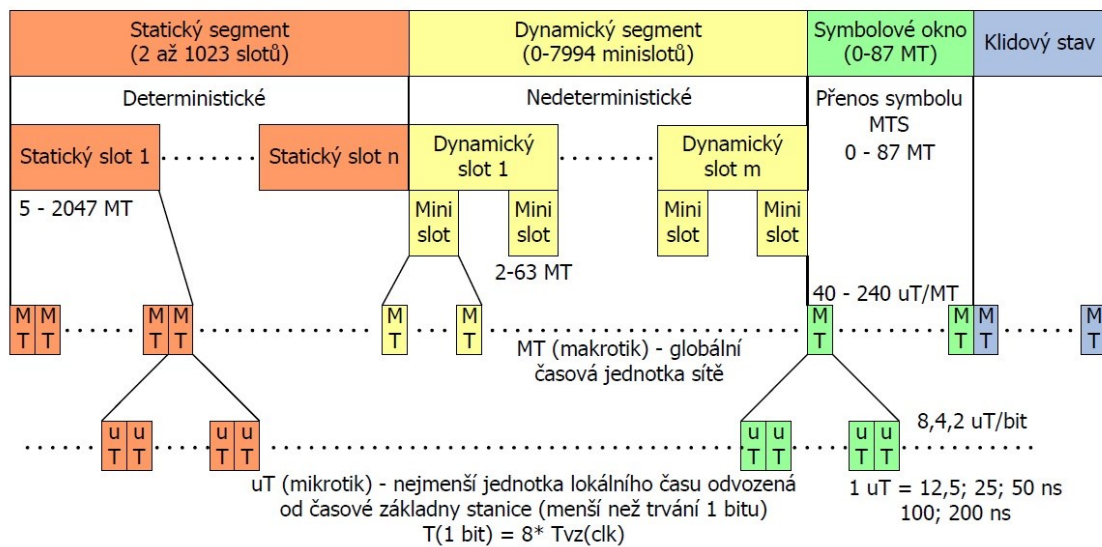 Statický segment
(2 až 1023 slotů)
Dynamický segment
(0-7994 minislotů)
Symbolové okno
(0-87 MT)
Klidový stav
Deterministické
Nedeterministické
Přenos symbolu
MTS
0 - 87 MT
Statický slot 1
Statický slot n
Dynamický
slot 1
Dynamický
slot m
5 - 2047 MT
Mini
slot
Mini
slot
Mini
slot
Mini
slot
2-63 MT
40 - 240 uT/MT
M
T
M
T
M
T
M
T
M
T
M
T
M
T
M
T
M
T
M
T
MT (makrotik) - globální
časová jednotka sítě
8,4,2 uT/bit
u
T
u
T
u
T
u
T
u
T
u
T
u
T
u
T
uT (mikrotik) - nejmenší jednotka lokálního času odvozená
od časové základny stanice (menší než trvání 1 bitu)
T(1 bit) = 8* Tvz(clk)
1 uT = 12,5; 25; 50 ns
100; 200 ns